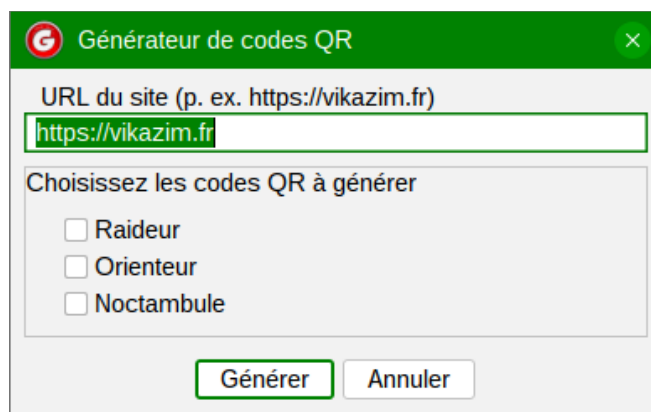 G Générateur de codes QR
URL du site (p. ex. https://vikazim.fr)
https://vikazim.fr
Choisissez les codes QR à générer
Raideur
Orienteur
Noctambule
Générer Annuler